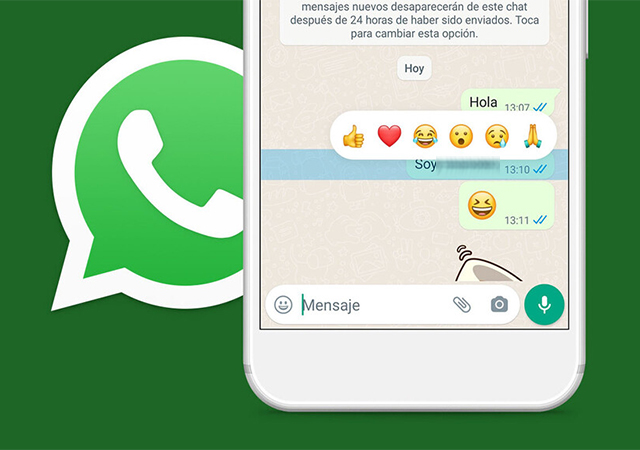 mensajes nuevos desaparecerán de este chat
después de 24 horas de haber sido enviados. Toca
para cambiar esta opción.
Hoy
Hola 13:07
Soy 13:10
13:11
Mensaje